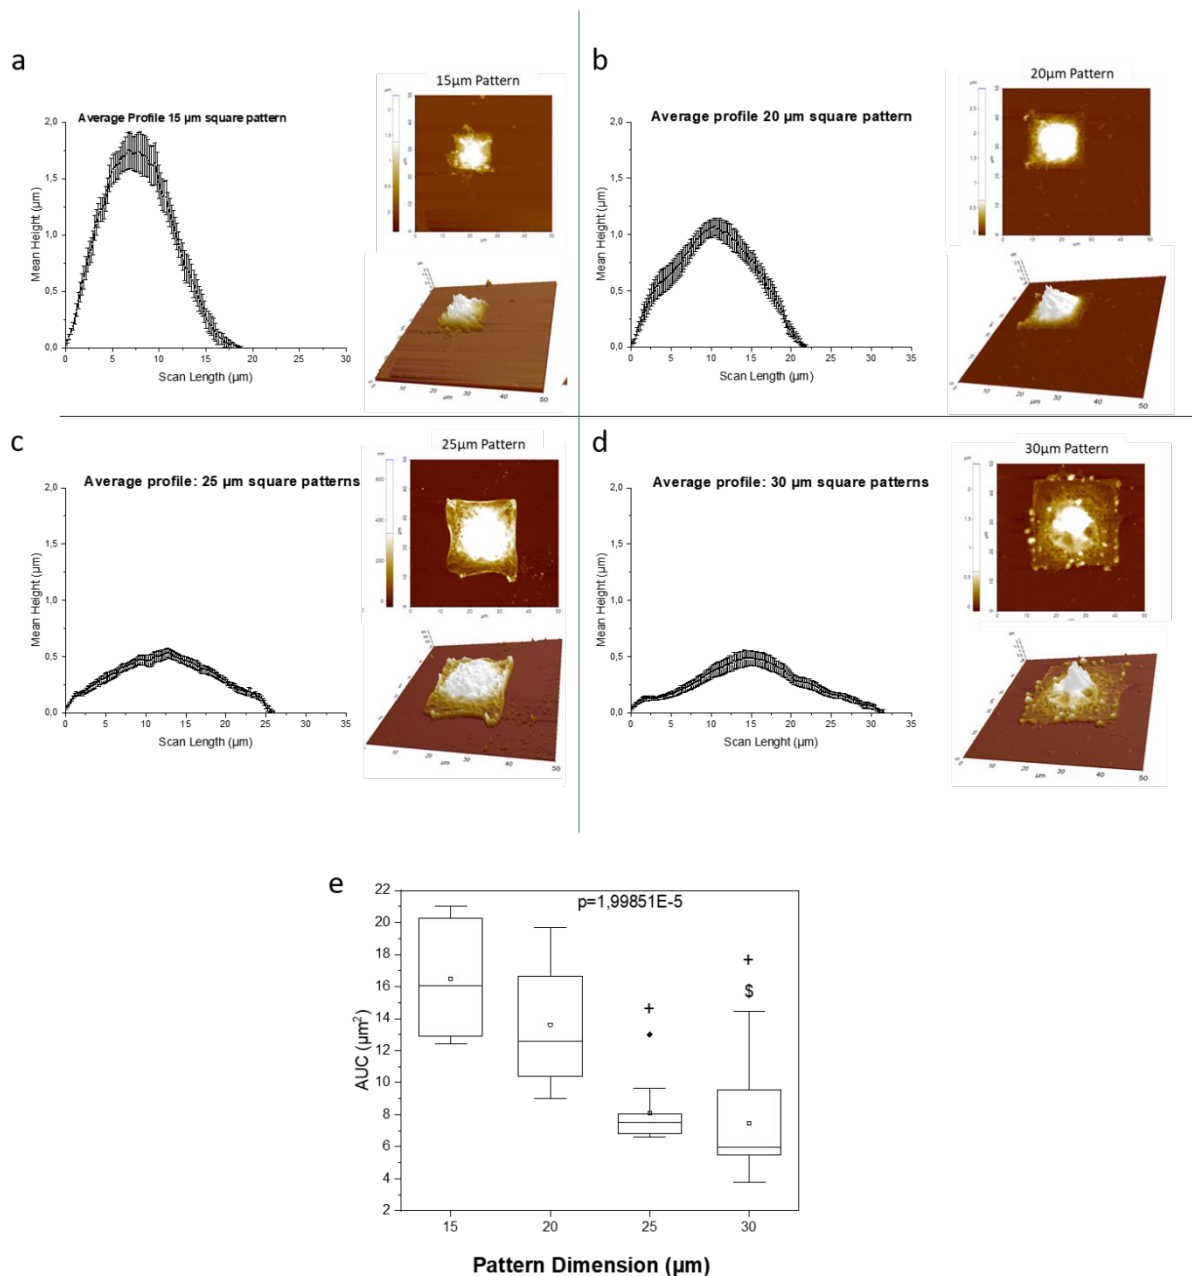 a
15µm Pattern
Average Profile 15 µm square pattern
2,0
1,5
1,0
0,5
0,0
Mean Height (µm)
0 5 10 15 20 25 30
Scan Length (µm)
b
20µm Pattern
Average profile 20 µm square pattern
2,0
1,5
1,0
0,5
0,0
Mean Height (µm)
0 5 10 15 20 25 30 35
Scan Length (µm)
c
25µm Pattern
Average profile: 25 µm square patterns
2,0
1,5
1,0
0,5
0,0
Mean Height (µm)
0 5 10 15 20 25 30 35
Scan Length (µm)
d
30µm Pattern
Average profile: 30 µm square patterns
2,0
1,5
1,0
0,5
0,0
Mean Height (µm)
0 5 10 15 20 25 30 35
Scan Lenght (µm)
e
p=1,99851E-5
22
20
18
16
14
12
10
8
6
4
2
AUC (µm²)
+
+
$
15 20 25 30
Pattern Dimension (µm)